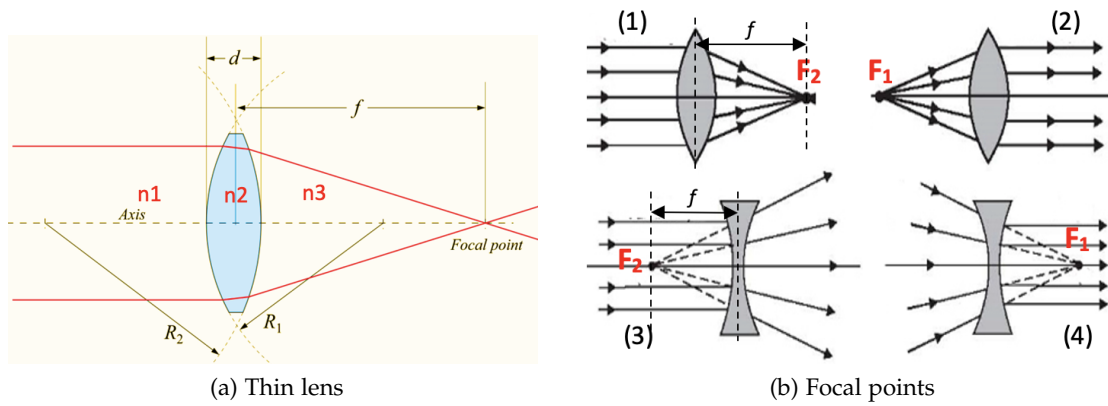 d
f
n1
n2
n3
Axis
Focal point
R2
R1
(a) Thin lens
(1)
f
F2
(2)
F1
f
F2
(3)
F1
(4)
(b) Focal points